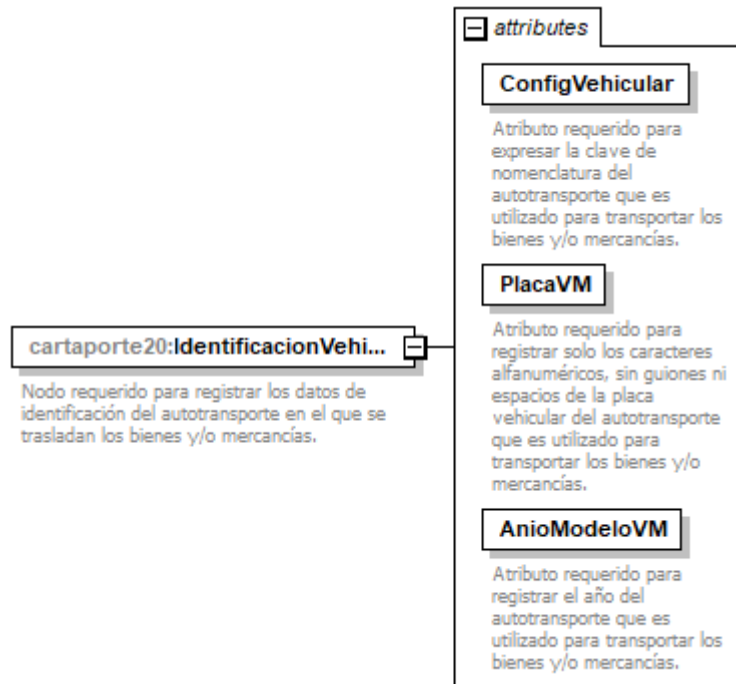 attributes
ConfigVehicular
Atributo requerido para
expresar la clave de
nomenclatura del
autotransporte que es
utilizado para transportar los
bienes y/o mercancías.
PlacaVM
Atributo requerido para
registrar solo los caracteres
alfanuméricos, sin guiones ni
espacios de la placa
vehicular del autotransporte
que es utilizado para
transportar los bienes y/o
mercancías.
cartaporte20:IdentificacionVehi...
Nodo requerido para registrar los datos de
identificación del autotransporte en el que se
trasladan los bienes y/o mercancías.
AnioModeloVM
Atributo requerido para
registrar el año del
autotransporte que es
utilizado para transportar los
bienes y/o mercancías.